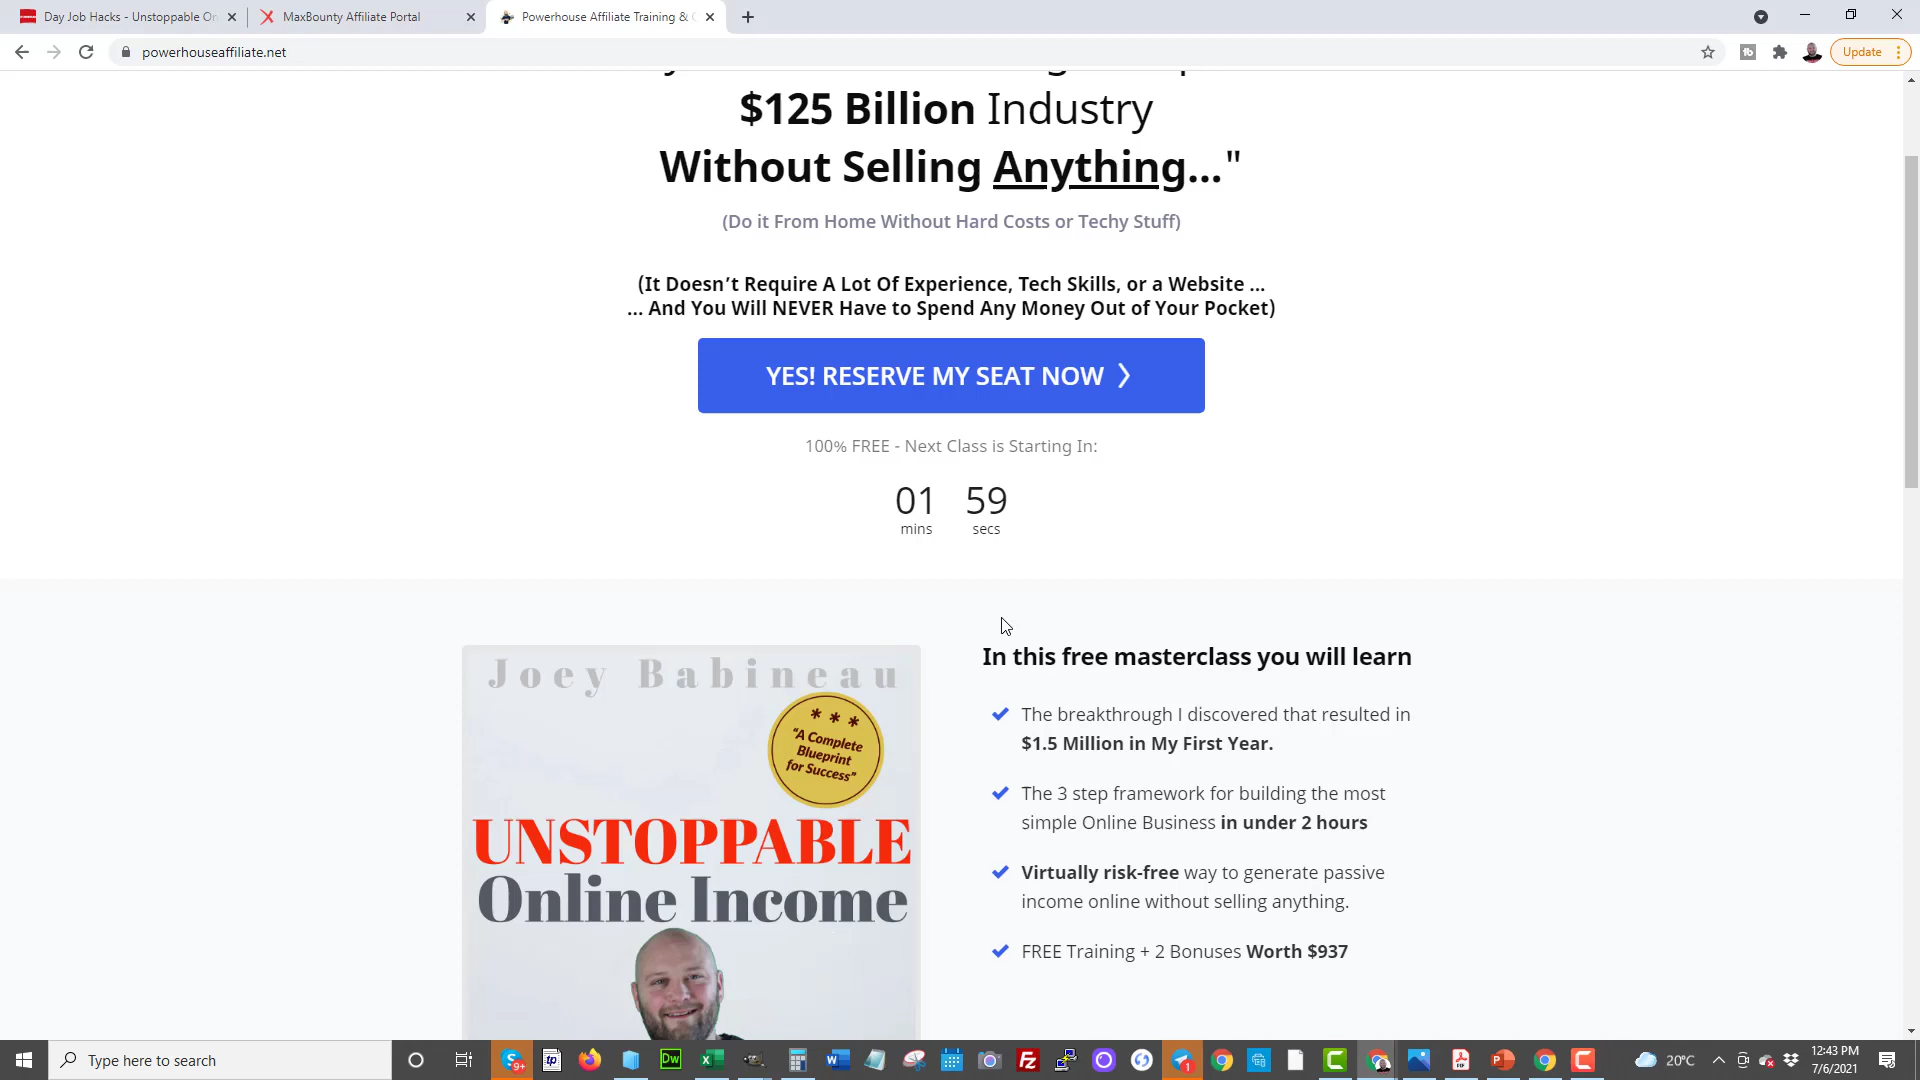 Day Job Hacks - Unstoppable On
MaxBounty Affiliate Portal
Powerhouse Affiliate Training &
powerhouseaffiliate.net
Update
$125 Billion Industry
Without Selling Anything..."
(Do it From Home Without Hard Costs or Techy Stuff)
(It Doesn't Require A Lot Of Experience, Tech Skills, or a Website ...
... And You Will NEVER Have to Spend Any Money Out of Your Pocket)
YES! RESERVE MY SEAT NOW
100% FREE - Next Class is Starting In:
01 59
mins secs
Joey Babineau
* * *
"A Complete
Blueprint
for Success"
UNSTOPPABLE
Online Income
In this free masterclass you will learn
The breakthrough I discovered that resulted in
$1.5 Million in My First Year.
The 3 step framework for building the most
simple Online Business in under 2 hours
Virtually risk-free way to generate passive
income online without selling anything.
FREE Training + 2 Bonuses Worth $937
Type here to search
9+
tp
Dw
1
20°C
12:43 PM
7/6/2021